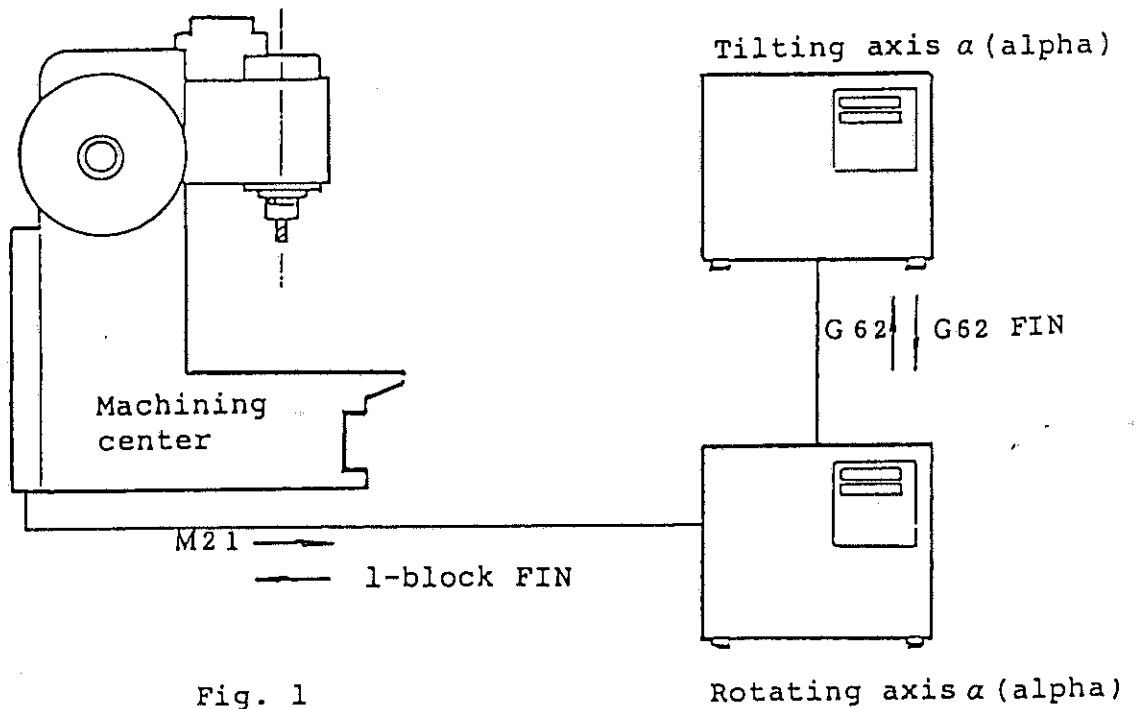 Tilting axis α (alpha)
G 62 G62 FIN
Machining
center
M21
1-block FIN
Fig. 1
Rotating axis α (alpha)